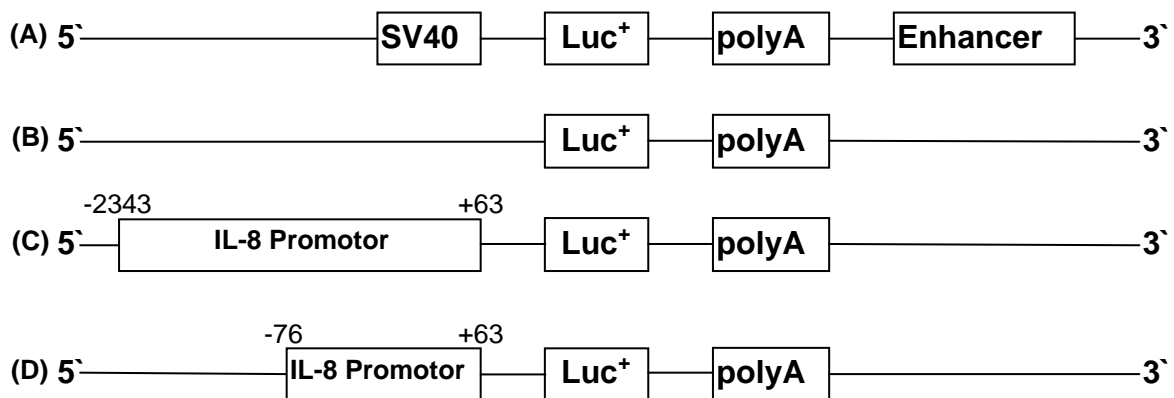 (A) 5` SV40 Luc⁺ polyA Enhancer 3`
(B) 5` Luc⁺ polyA 3`
-2343 +63
(C) 5` IL-8 Promotor Luc⁺ polyA 3`
-76 +63
(D) 5` IL-8 Promotor Luc⁺ polyA 3`